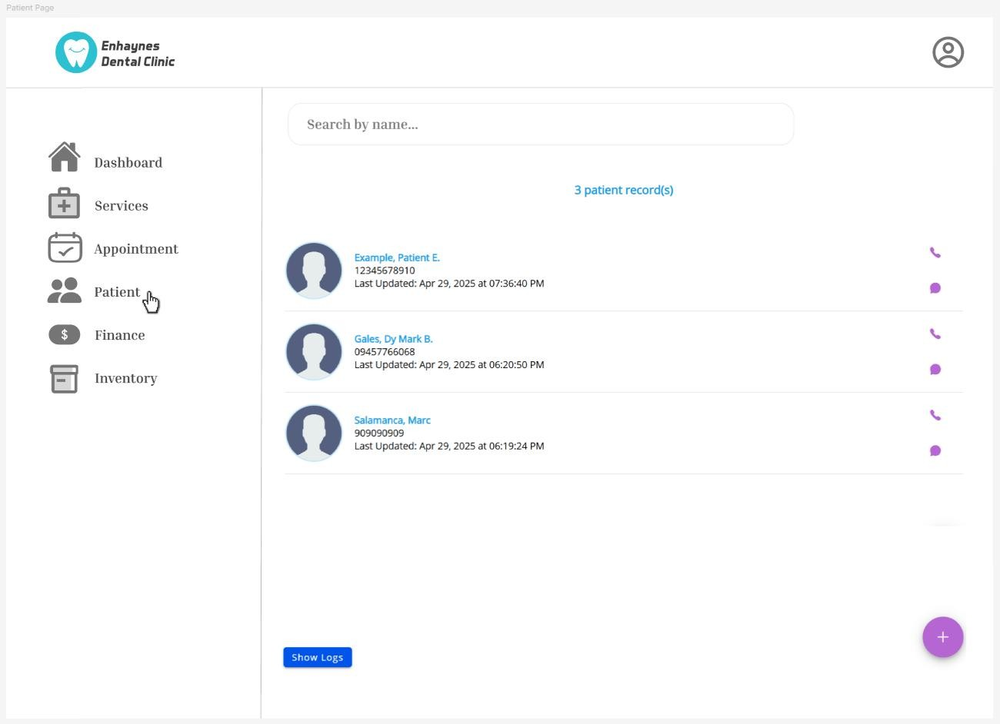 Patient Page
Enhaynes
Dental Clinic
Search by name...
3 patient record(s)
Dashboard
Services
Appointment
Patient
Finance
$
Inventory
Example, Patient E.
12345678910
Last Updated: Apr 29, 2025 at 07:36:40 PM
Gales, Dy Mark B.
09457766068
Last Updated: Apr 29, 2025 at 06:20:50 PM
Salamanca, Marc
909090909
Last Updated: Apr 29, 2025 at 06:19:24 PM
Show Logs
+